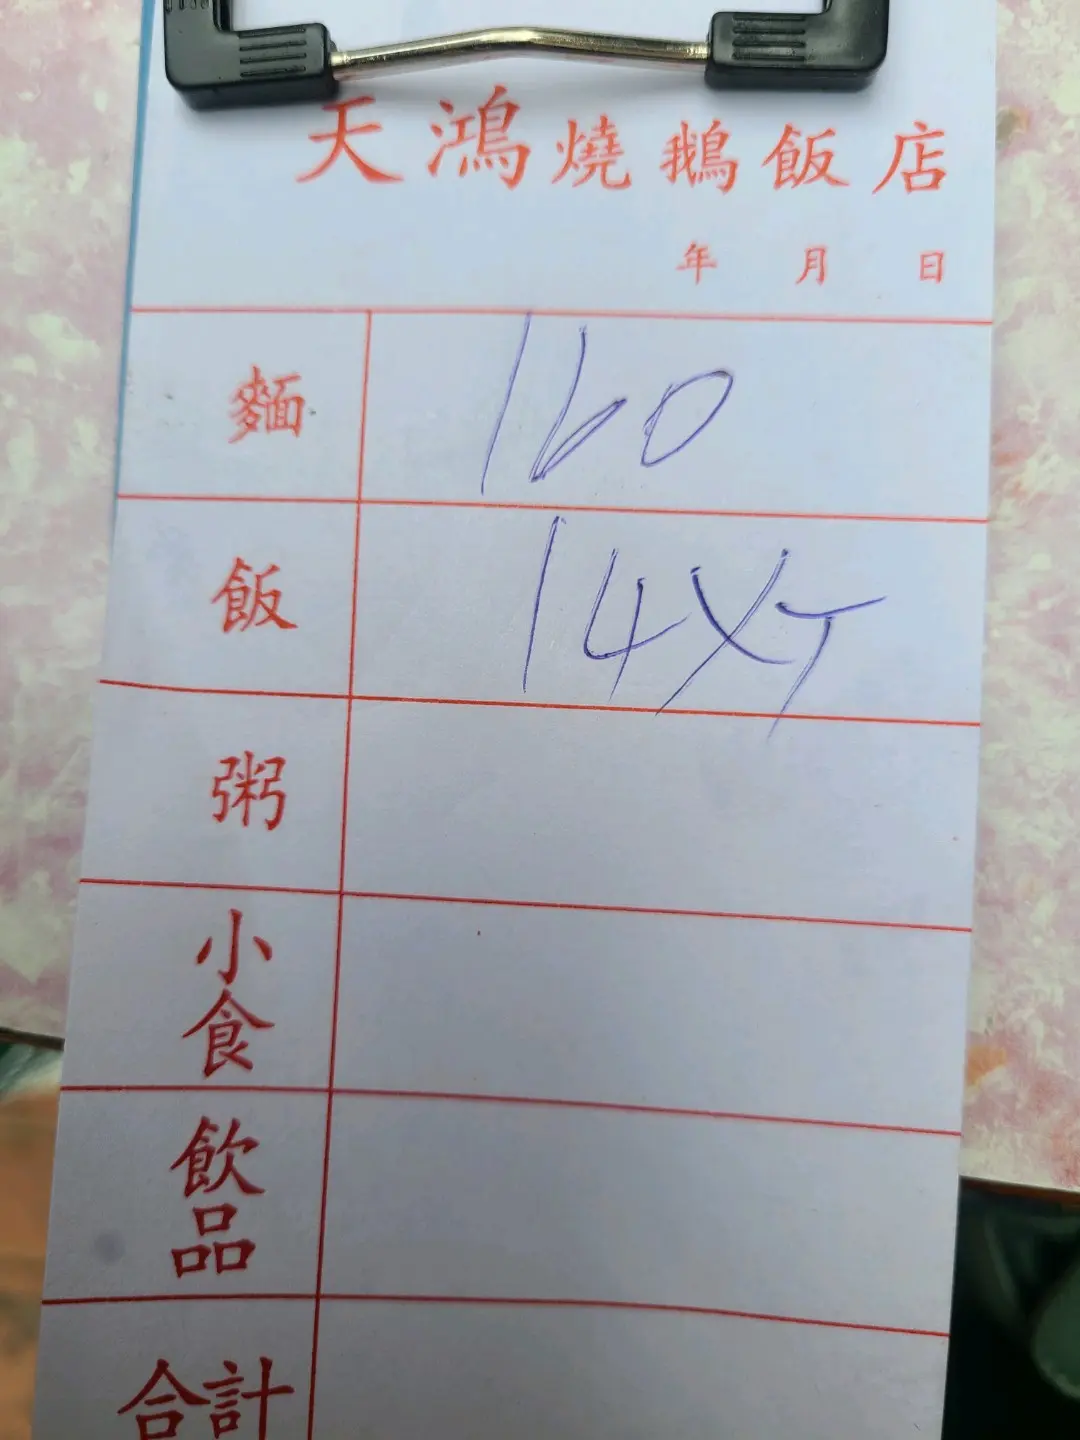 天鴻燒鵝飯店
年 月 日
麵 160
飯 14X
粥
小食
飲品
合計